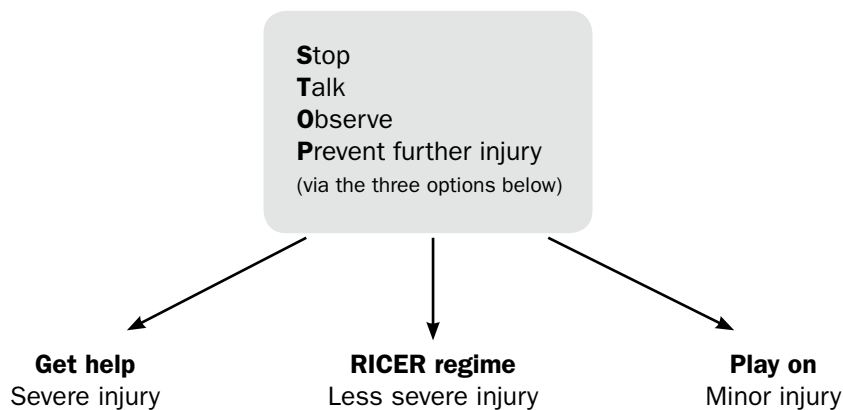 Stop
Talk
Observe
Prevent further injury
(via the three options below)
Get help
Severe injury
RICER regime
Less severe injury
Play on
Minor injury